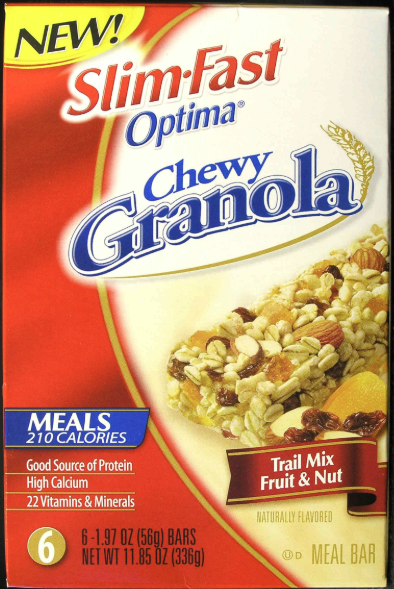 NEW!
Slim·Fast
Optima®
Chewy
Granola
MEALS
210 CALORIES
Good Source of Protein
High Calcium
22 Vitamins & Minerals
Trail Mix
Fruit & Nut
NATURALLY FLAVORED
6
6 -1.97 OZ (56g) BARS
NET WT 11.85 OZ (336g)
Ⓤ D MEAL BAR